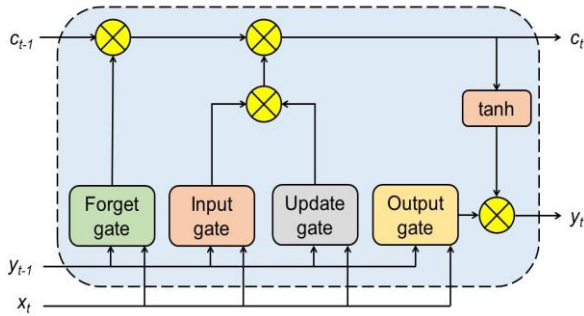 c_{t-1}
c_t
tanh
Forget
gate
Input
gate
Update
gate
Output
gate
y_t
y_{t-1}
x_t